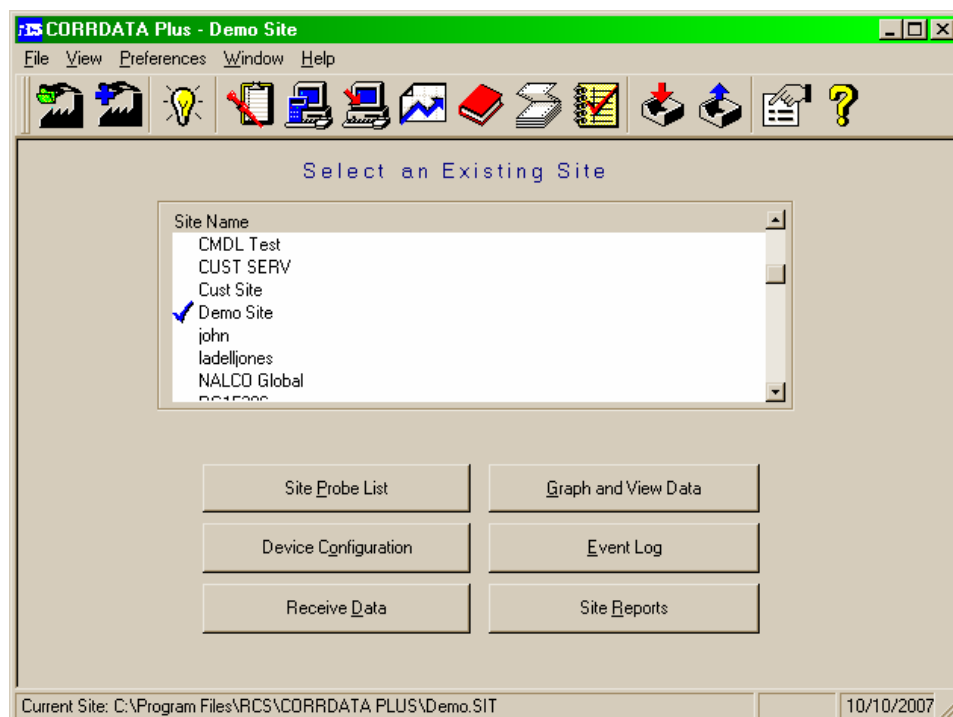 RCS CORRDATA Plus - Demo Site
File View Preferences Window Help
Select an Existing Site
Site Name
CMDL Test
CUST SERV
Cust Site
Demo Site
john
ladelljones
NALCO Global
Site Probe List
Graph and View Data
Device Configuration
Event Log
Receive Data
Site Reports
Current Site: C:\Program Files\RCS\CORRDATA PLUS\Demo.SIT
10/10/2007